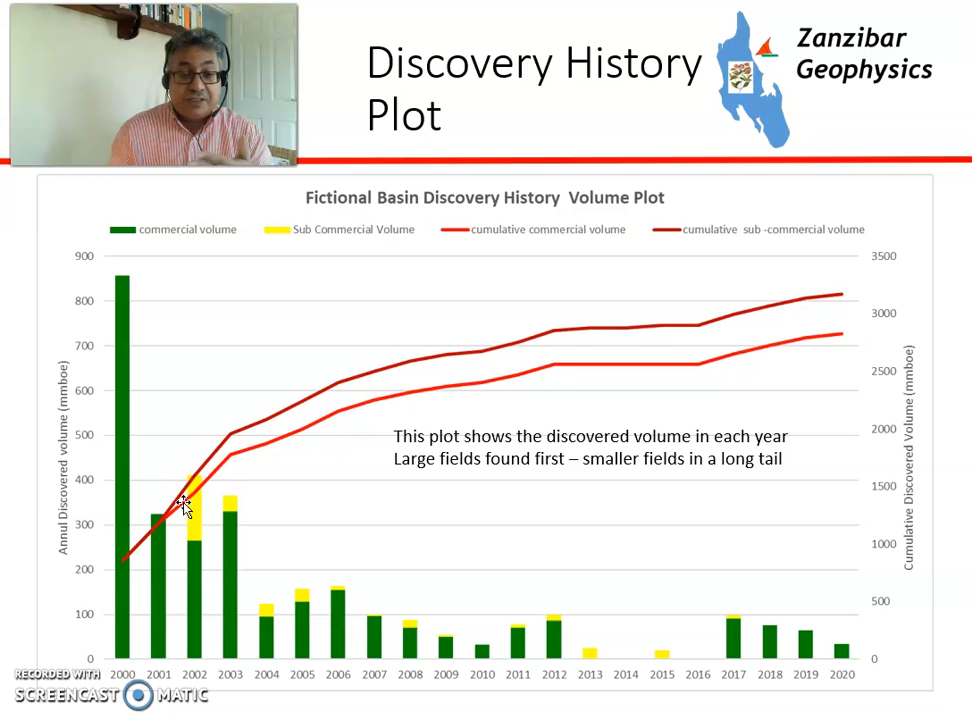 Discovery History
Plot
Zanzibar
Geophysics
Fictional Basin Discovery History Volume Plot
commercial volume
Sub Commercial Volume
cumulative commercial volume
cumulative sub -commercial volume
900
800
700
600
500
400
300
200
100
0
Annul Discovered volume (mmboe)
3500
3000
2500
2000
1500
1000
500
0
Cumulative Discovered Volume (mmboe)
This plot shows the discovered volume in each year
Large fields found first – smaller fields in a long tail
2000 2001 2002 2003 2004 2005 2006 2007 2008 2009 2010 2011 2012 2013 2014 2015 2016 2017 2018 2019 2020
RECORDED WITH
SCREENCAST MATIC